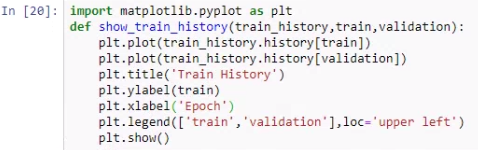 In [20]: import matplotlib.pyplot as plt
def show_train_history(train_history,train,validation):
    plt.plot(train_history.history[train])
    plt.plot(train_history.history[validation])
    plt.title('Train History')
    plt.ylabel(train)
    plt.xlabel('Epoch')
    plt.legend(['train','validation'],loc='upper left')
    plt.show()